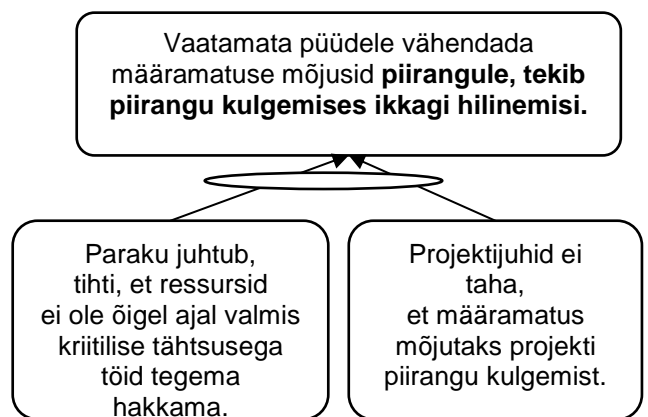 Vaatamata püüdele vähendada
määramatuse mõjusid piirangule, tekib
piirangu kulgemises ikkagi hilinemisi.
Paraku juhtub,
tihti, et ressursid
ei ole õigel ajal valmis
kriitilise tähtsusega
töid tegema
hakkama.
Projektijuhid ei
taha,
et määramatus
mõjutaks projekti
piirangu kulgemist.